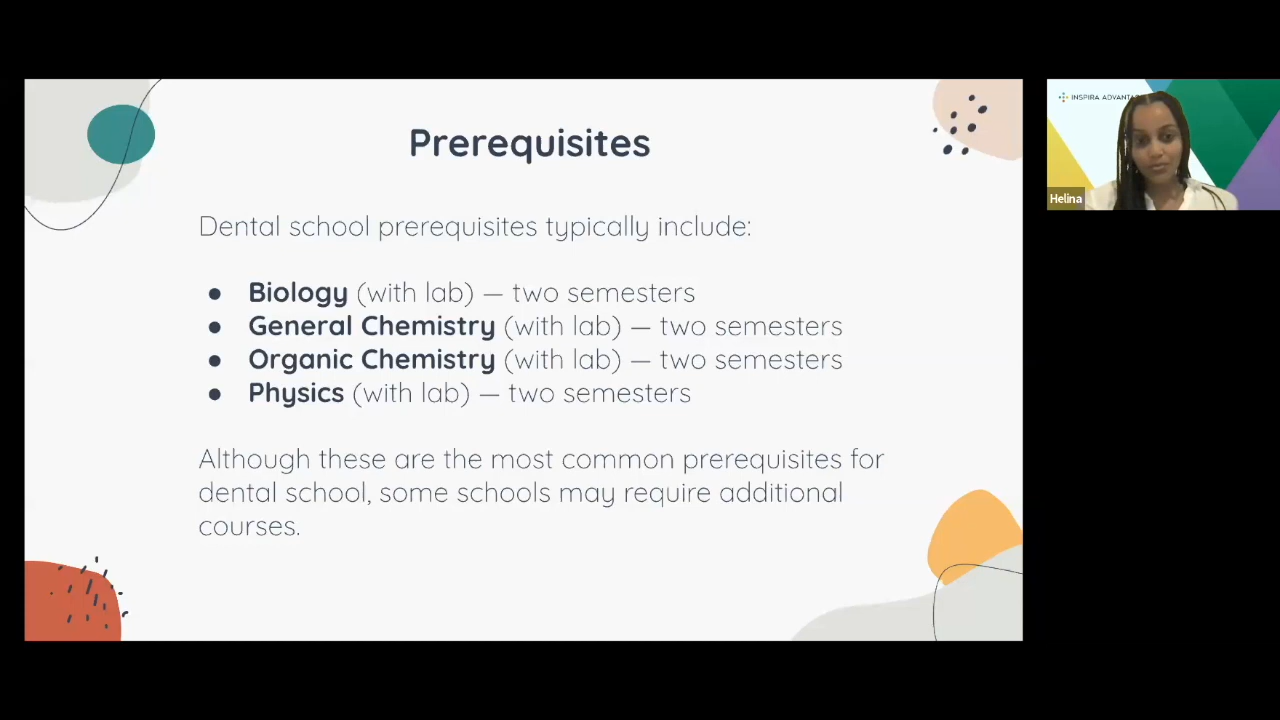 Prerequisites
Dental school prerequisites typically include:
● Biology (with lab) — two semesters
● General Chemistry (with lab) — two semesters
● Organic Chemistry (with lab) — two semesters
● Physics (with lab) — two semesters
Although these are the most common prerequisites for
dental school, some schools may require additional
courses.
INSPIRA
Helina